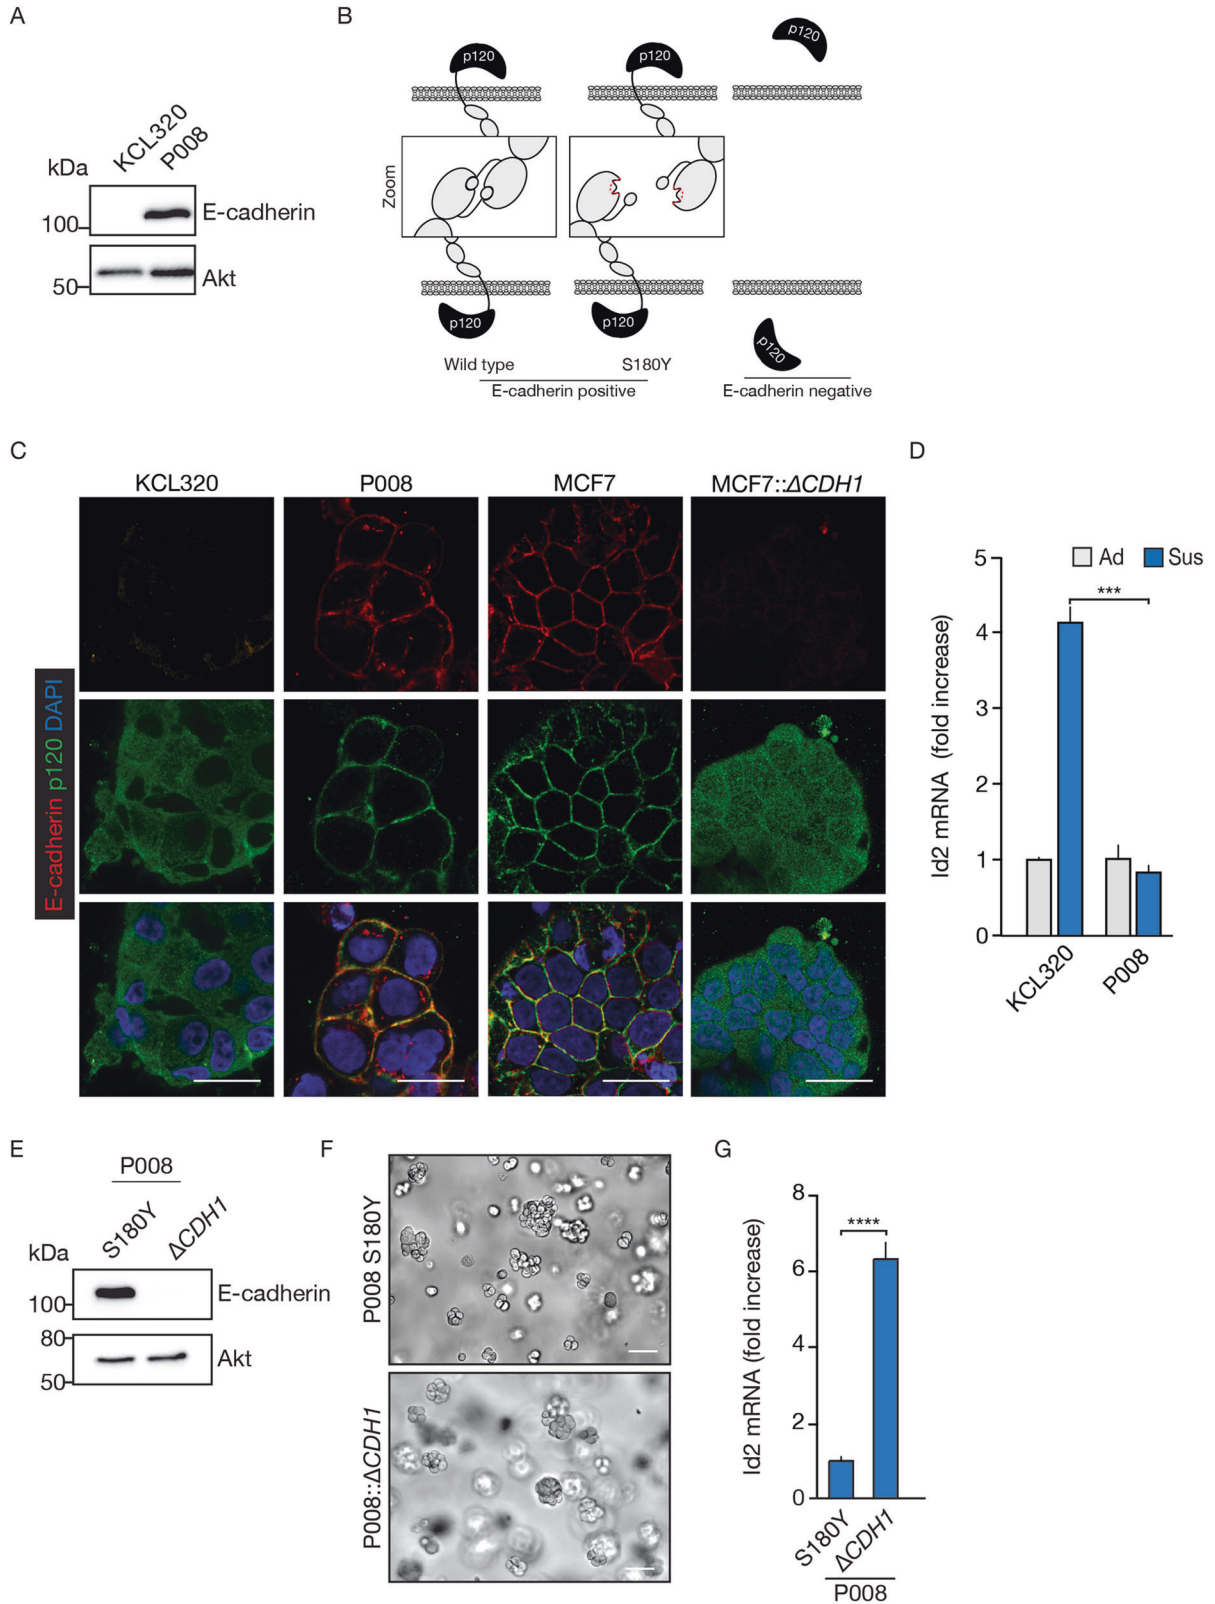 A
KCL320
P008
kDa
100
E-cadherin
50
Akt
B
p120
p120
p120
Zoom
p120
p120
p120
Wild type
S180Y
E-cadherin positive
E-cadherin negative
C
KCL320
P008
MCF7
MCF7::ΔCDH1
E-cadherin p120 DAPI
D
Ad
Sus
***
Id2 mRNA (fold increase)
5
4
3
2
1
0
KCL320
P008
E
P008
S180Y
ΔCDH1
kDa
100
E-cadherin
80
50
Akt
F
P008 S180Y
P008::ΔCDH1
G
****
Id2 mRNA (fold increase)
8
6
4
2
0
S180Y
ΔCDH1
P008